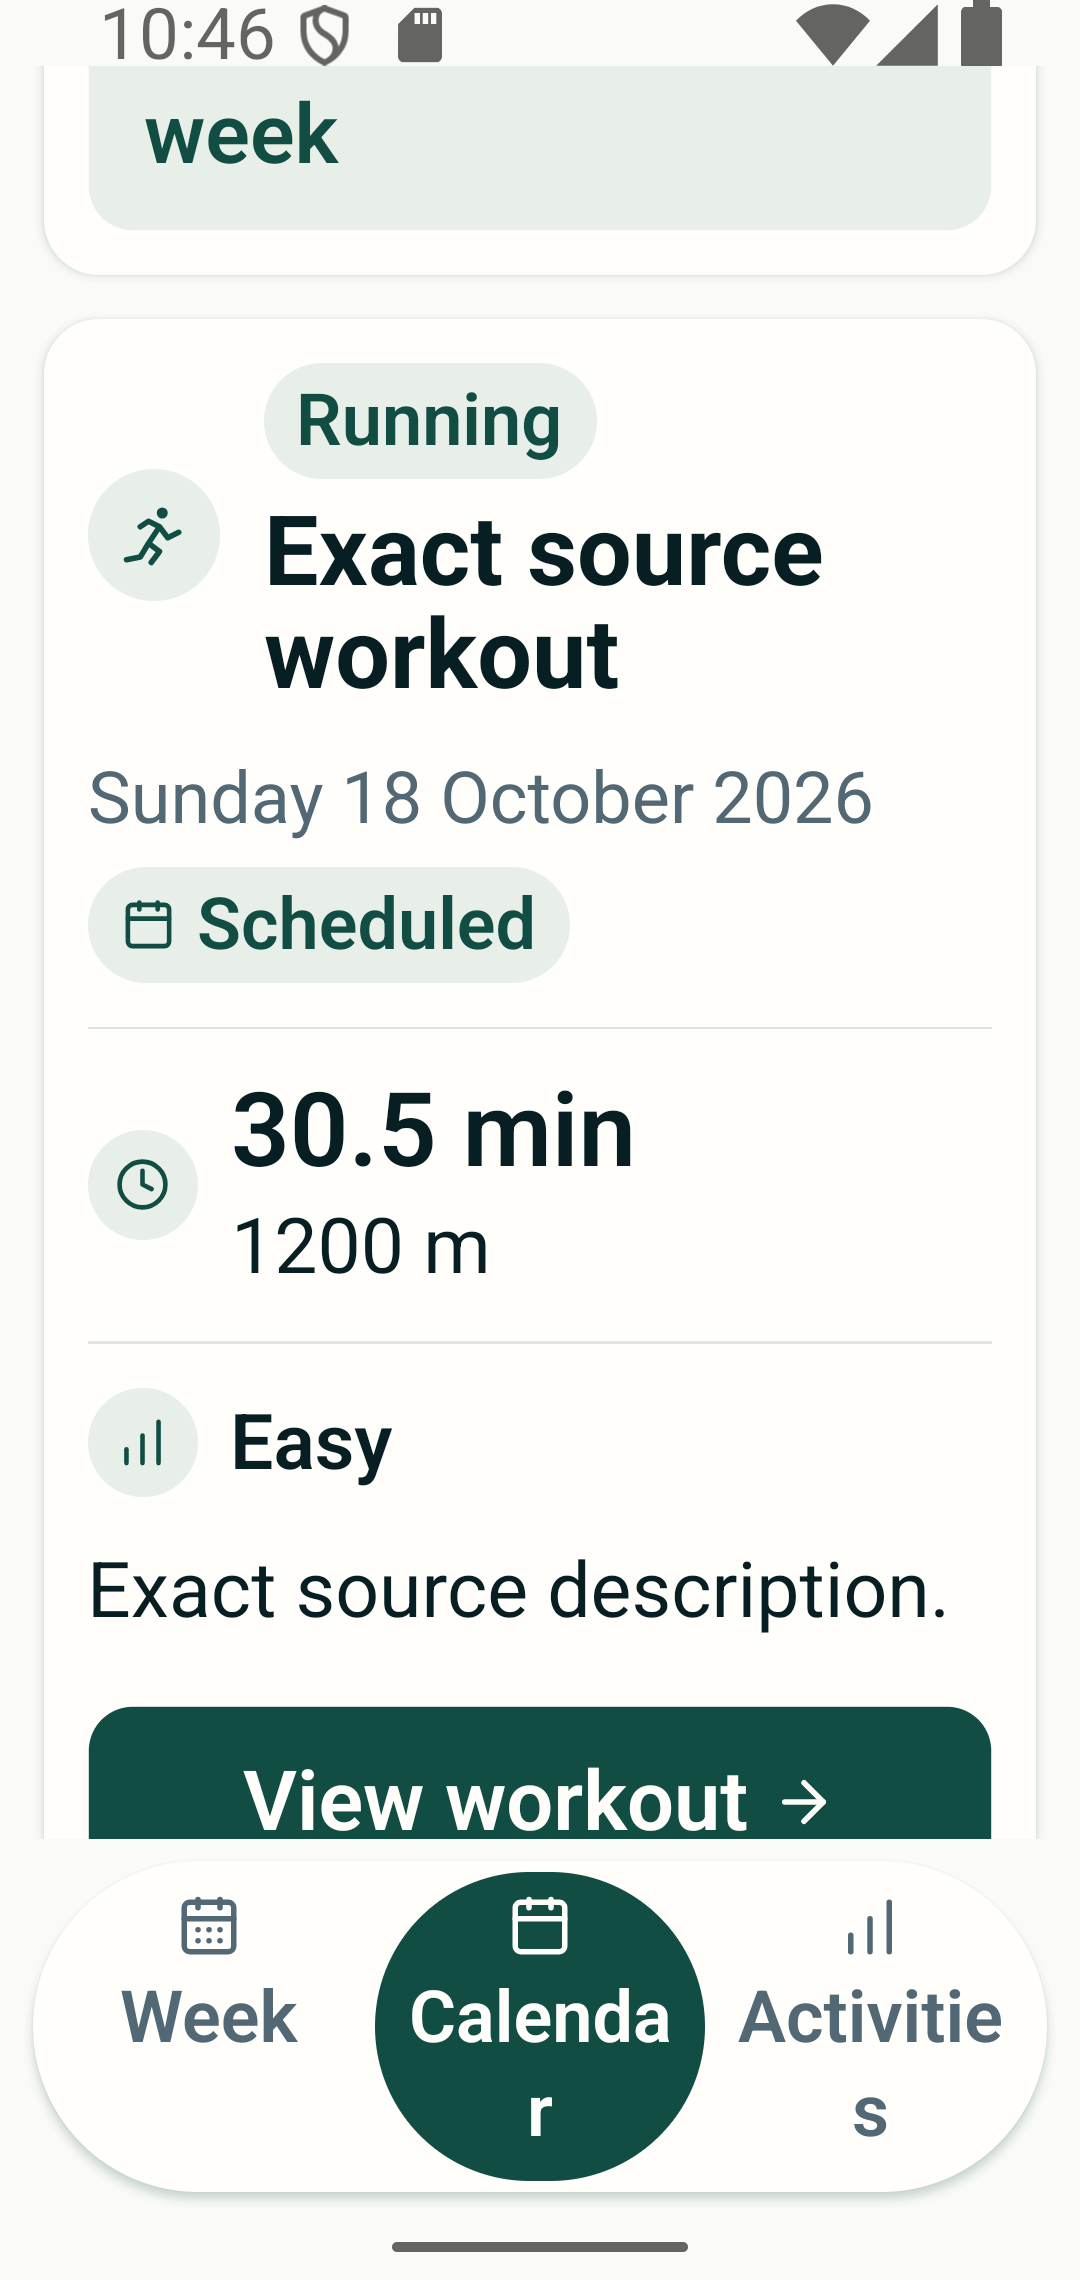 10:46
week
Running
Exact source
workout
Sunday 18 October 2026
Scheduled
30.5 min
1200 m
Easy
Exact source description.
View workout
Week
Calenda
r
Activitie
s